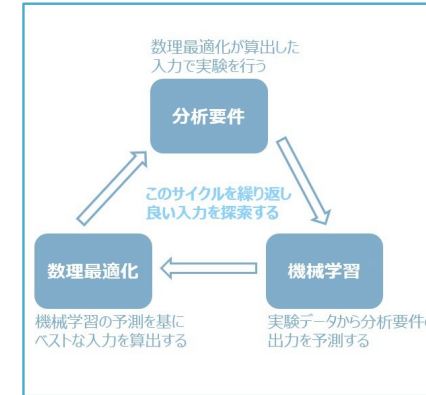 数理最適化が算出した
入力で実験を行う
分析要件
このサイクルを繰り返し
良い入力を探索する
数理最適化
機械学習
機械学習の予測を基に
ベストな入力を算出する
実験データから分析要件の
出力を予測する